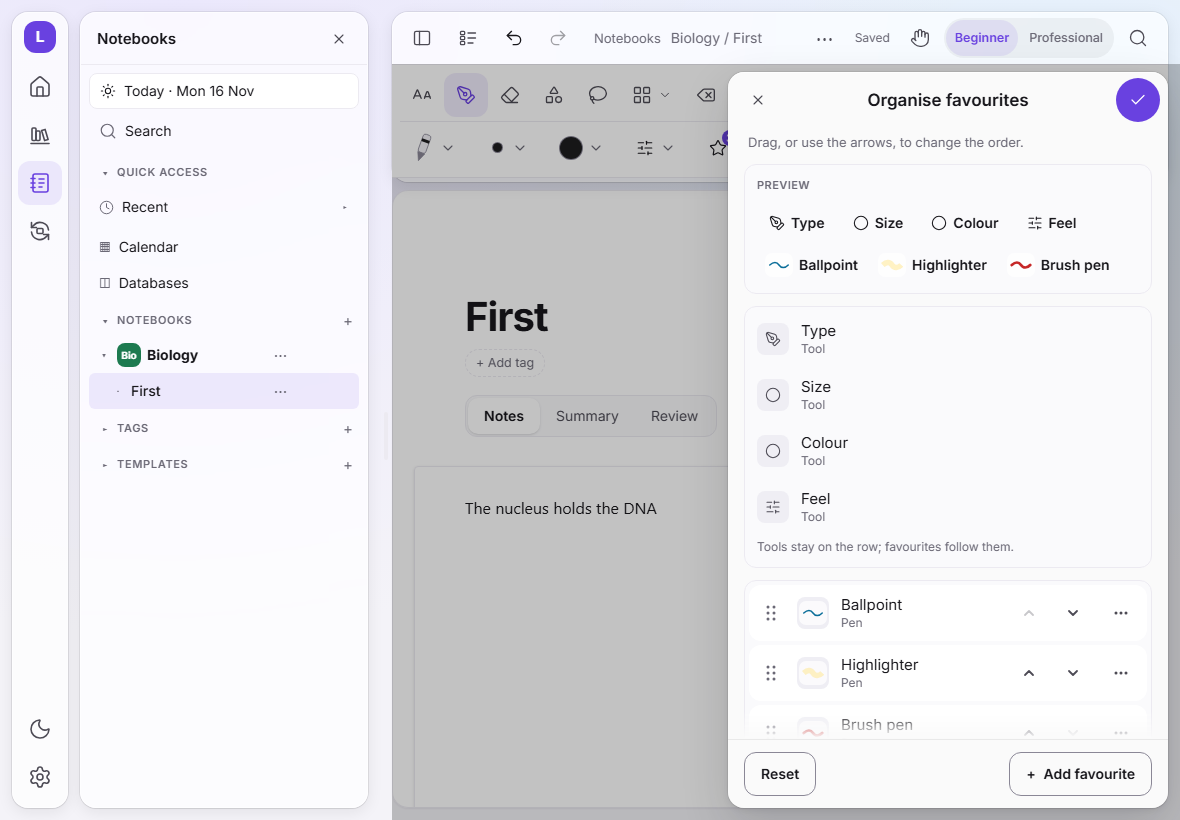 L
Notebooks
Today · Mon 16 Nov
Search
QUICK ACCESS
Recent
Calendar
Databases
NOTEBOOKS +
Bio Biology ...
· First ...
TAGS +
TEMPLATES +
Notebooks Biology / First ... Saved Beginner Professional
AA
First
+ Add tag
Notes Summary Review
The nucleus holds the DNA
Organise favourites
Drag, or use the arrows, to change the order.
PREVIEW
Type Size Colour Feel
Ballpoint Highlighter Brush pen
Type
Tool
Size
Tool
Colour
Tool
Feel
Tool
Tools stay on the row; favourites follow them.
Ballpoint
Pen
Highlighter
Pen
Brush pen
Reset + Add favourite